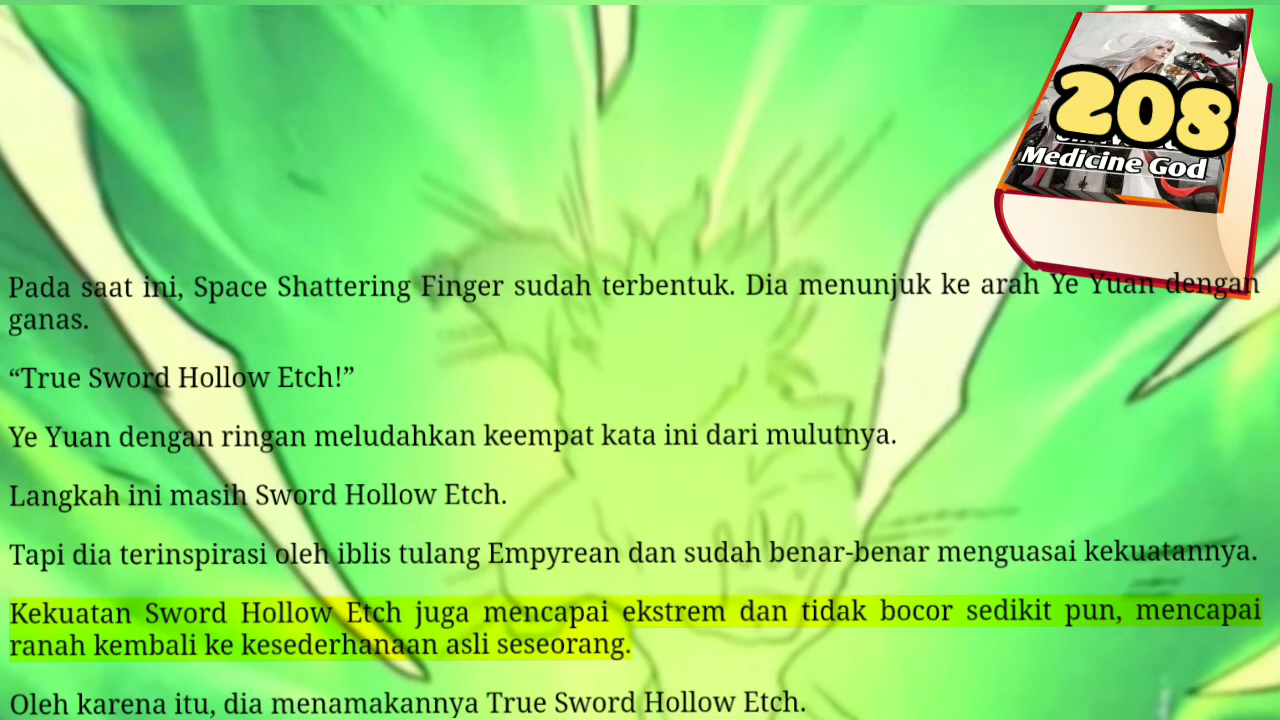 208
Medicine God
Pada saat ini, Space Shattering Finger sudah terbentuk. Dia menunjuk ke arah Ye Yuan dengan
ganas.
“True Sword Hollow Etch!”
Ye Yuan dengan ringan meludahkan keempat kata ini dari mulutnya.
Langkah ini masih Sword Hollow Etch.
Tapi dia terinspirasi oleh iblis tulang Empyrean dan sudah benar-benar menguasai kekuatannya.
Kekuatan Sword Hollow Etch juga mencapai ekstrem dan tidak bocor sedikit pun, mencapai
ranah kembali ke kesederhanaan asli seseorang.
Oleh karena itu, dia menamakannya True Sword Hollow Etch.